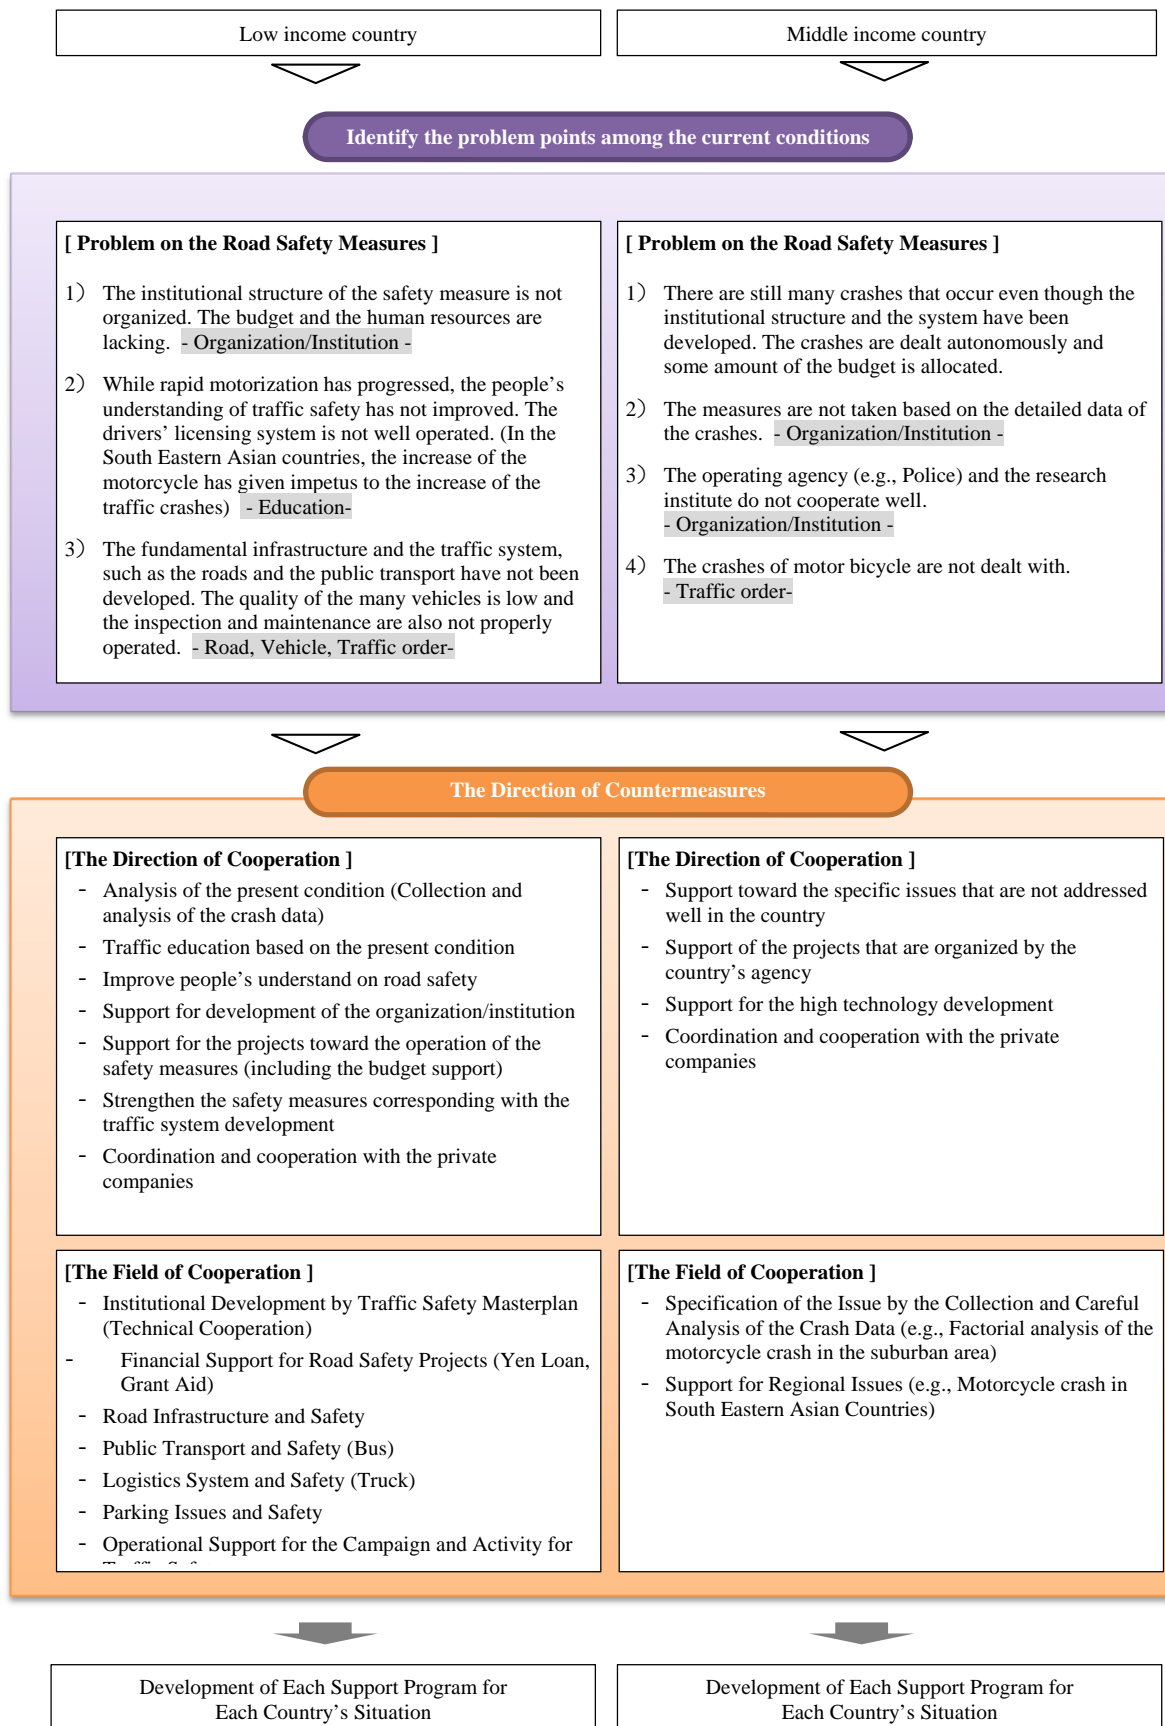 Low income country
Middle income country
Identify the problem points among the current conditions
[ Problem on the Road Safety Measures ]
1) The institutional structure of the safety measure is not
organized. The budget and the human resources are
lacking. - Organization/Institution -
2) While rapid motorization has progressed, the people’s
understanding of traffic safety has not improved. The
drivers’ licensing system is not well operated. (In the
South Eastern Asian countries, the increase of the
motorcycle has given impetus to the increase of the
traffic crashes) - Education-
3) The fundamental infrastructure and the traffic system,
such as the roads and the public transport have not been
developed. The quality of the many vehicles is low and
the inspection and maintenance are also not properly
operated. - Road, Vehicle, Traffic order-
[ Problem on the Road Safety Measures ]
1) There are still many crashes that occur even though the
institutional structure and the system have been
developed. The crashes are dealt autonomously and
some amount of the budget is allocated.
2) The measures are not taken based on the detailed data of
the crashes. - Organization/Institution -
3) The operating agency (e.g., Police) and the research
institute do not cooperate well.
- Organization/Institution -
4) The crashes of motor bicycle are not dealt with.
- Traffic order-
The Direction of Countermeasures
[The Direction of Cooperation ]
- Analysis of the present condition (Collection and
analysis of the crash data)
- Traffic education based on the present condition
- Improve people’s understand on road safety
- Support for development of the organization/institution
- Support for the projects toward the operation of the
safety measures (including the budget support)
- Strengthen the safety measures corresponding with the
traffic system development
- Coordination and cooperation with the private
companies
[The Direction of Cooperation ]
- Support toward the specific issues that are not addressed
well in the country
- Support of the projects that are organized by the
country’s agency
- Support for the high technology development
- Coordination and cooperation with the private
companies
[The Field of Cooperation ]
- Institutional Development by Traffic Safety Masterplan
(Technical Cooperation)
- Financial Support for Road Safety Projects (Yen Loan,
Grant Aid)
- Road Infrastructure and Safety
- Public Transport and Safety (Bus)
- Logistics System and Safety (Truck)
- Parking Issues and Safety
- Operational Support for the Campaign and Activity for
[The Field of Cooperation ]
- Specification of the Issue by the Collection and Careful
Analysis of the Crash Data (e.g., Factorial analysis of the
motorcycle crash in the suburban area)
- Support for Regional Issues (e.g., Motorcycle crash in
South Eastern Asian Countries)
Development of Each Support Program for
Each Country’s Situation
Development of Each Support Program for
Each Country’s Situation